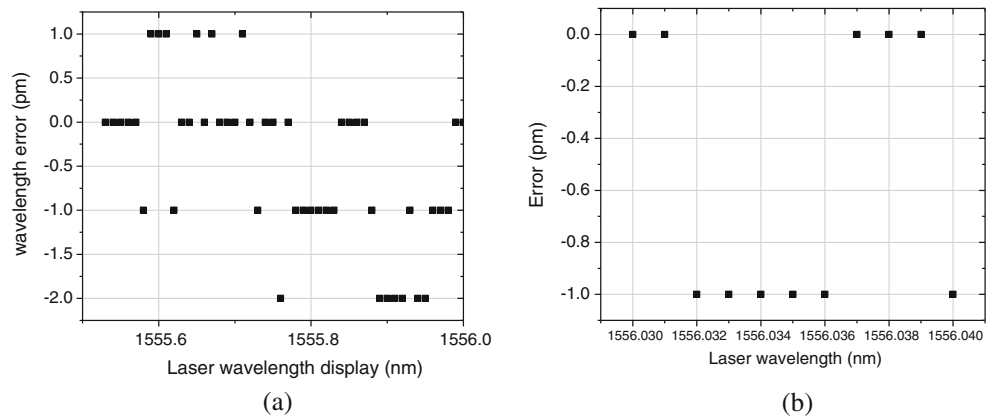 1.0
0.5
0.0
-0.5
-1.0
-1.5
-2.0
wavelength error (pm)
1555.6 1555.8 1556.0
Laser wavelength display (nm)
(a)
0.0
-0.2
-0.4
-0.6
-0.8
-1.0
Error (pm)
1556.030 1556.032 1556.034 1556.036 1556.038 1556.040
Laser wavelength (nm)
(b)